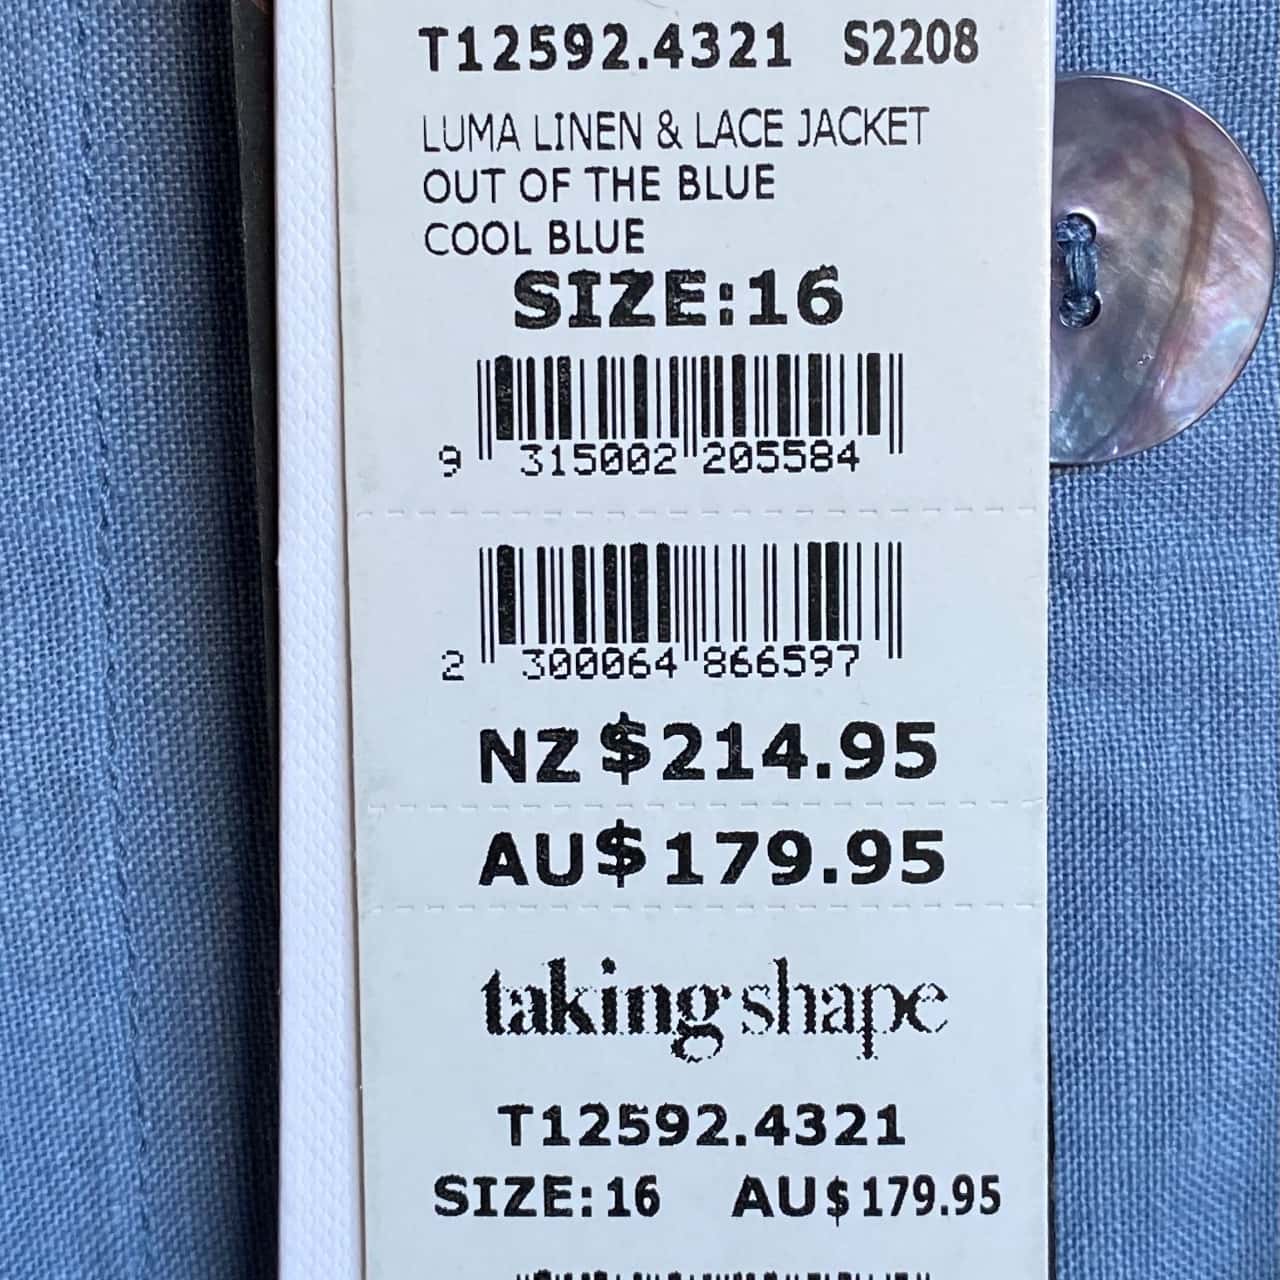 T12592.4321 S2208
LUMA LINEN & LACE JACKET
OUT OF THE BLUE
COOL BLUE
SIZE:16
9 315002 205584
2 300064 866597
NZ$214.95
AU$179.95
taking shape
T12592.4321
SIZE:16 AU$179.95